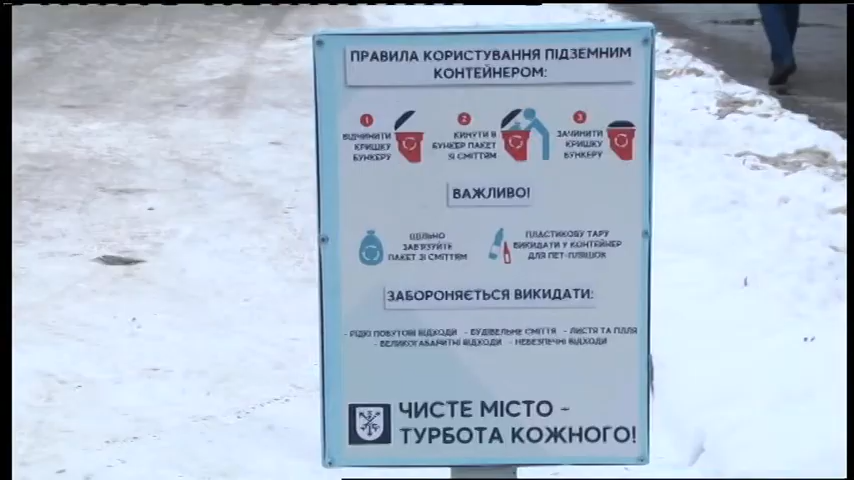 ПРАВИЛА КОРИСТУВАННЯ ПІДЗЕМНИМ
КОНТЕЙНЕРОМ:
1
ВІДЧИНИТИ
КРИШКУ
БУНКЕРУ
2
КИНУТИ В
БУНКЕР ПАКЕТ
ЗІ СМІТТЯМ
3
ЗАЧИНИТИ
КРИШКУ
БУНКЕРУ
ВАЖЛИВО!
ЩІЛЬНО
ЗАВ'ЯЗУЙТЕ
ПАКЕТ ЗІ СМІТТЯМ
ПЛАСТИКОВУ ТАРУ
ВИКИДАТИ У КОНТЕЙНЕР
ДЛЯ ПЕТ-ПЛЯШОК
ЗАБОРОНЯЄТЬСЯ ВИКИДАТИ:
- РІДКІ ПОБУТОВІ ВІДХОДИ - БУДІВЕЛЬНЕ СМІТТЯ - ЛИСТЯ ТА ГІЛЛЯ
- ВЕЛИКОГАБАРИТНІ ВІДХОДИ - НЕБЕЗПЕЧНІ ВІДХОДИ
ЧИСТЕ МІСТО -
ТУРБОТА КОЖНОГО!